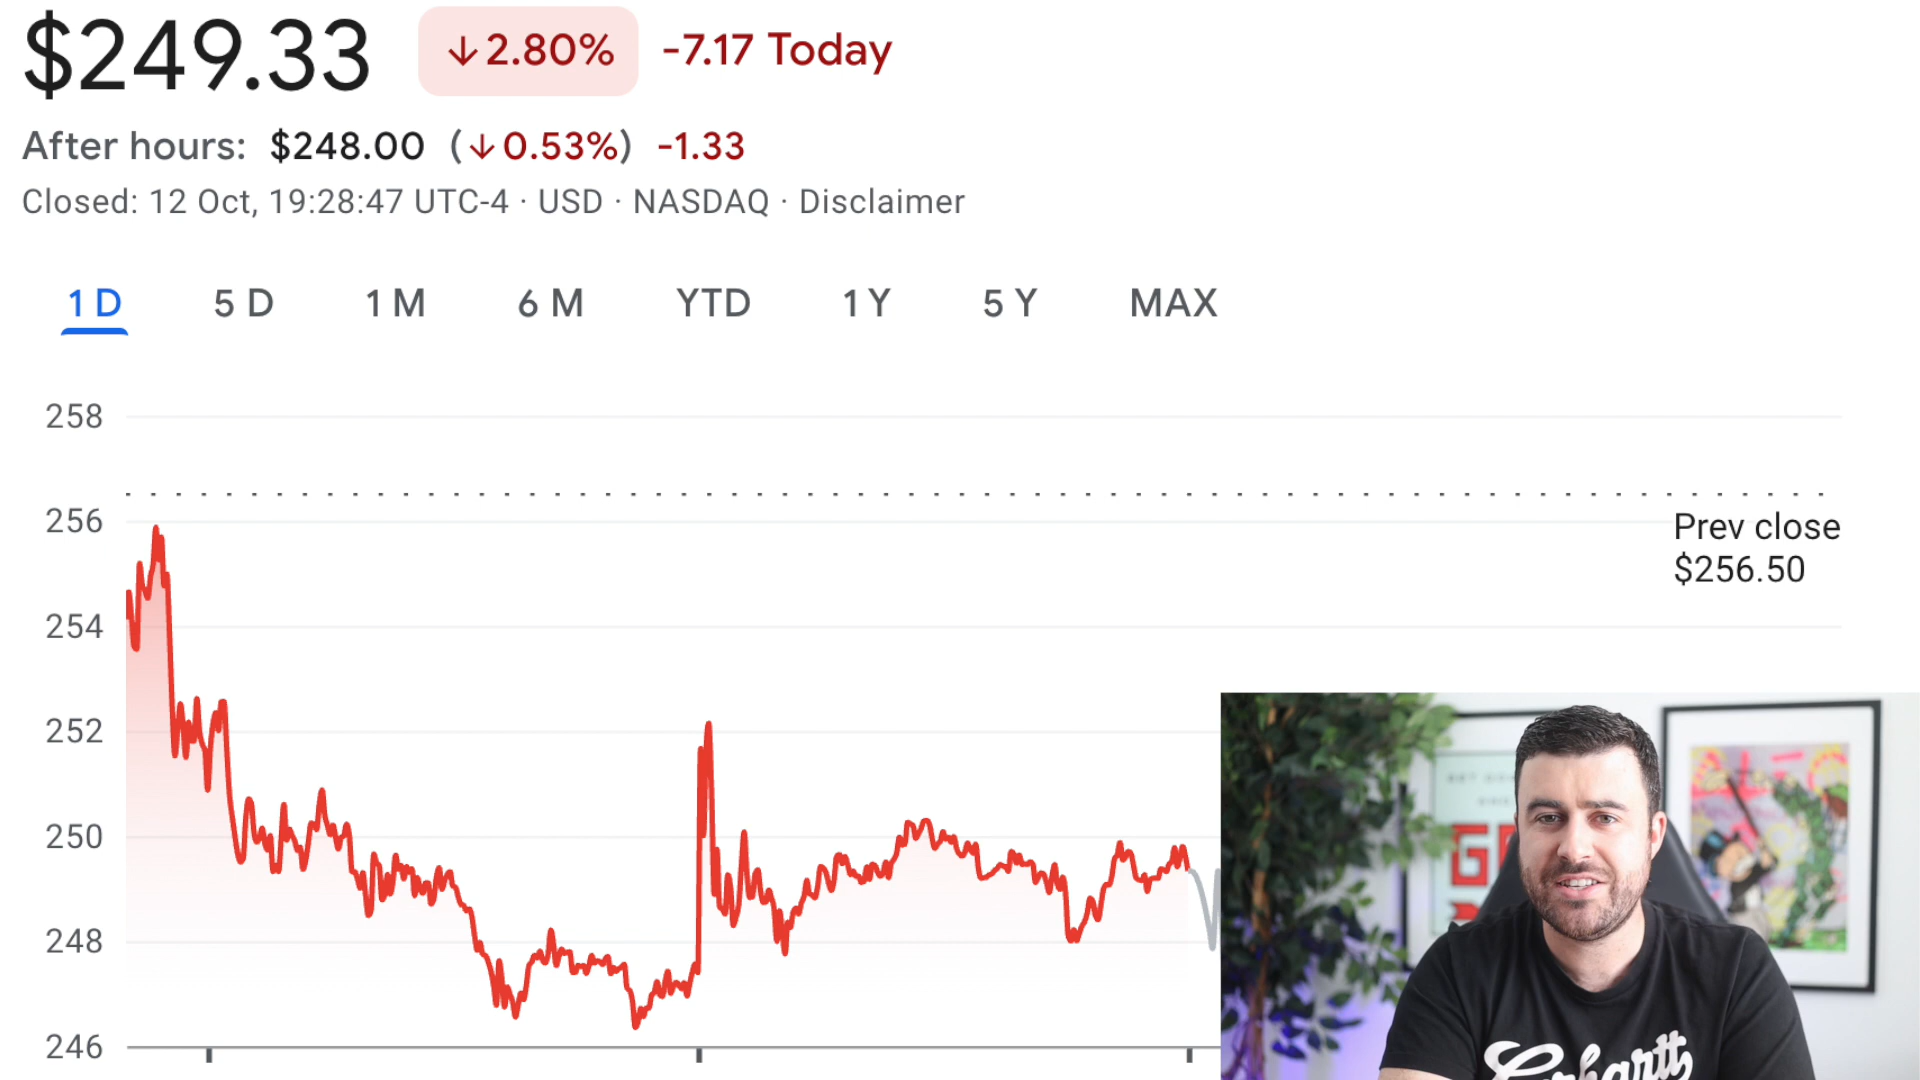 $249.33 ↓2.80% -7.17 Today
After hours: $248.00 (↓0.53%) -1.33
Closed: 12 Oct, 19:28:47 UTC-4 · USD · NASDAQ · Disclaimer
1 D 5 D 1 M 6 M YTD 1 Y 5 Y MAX
258
256
Prev close
$256.50
254
252
250
248
246
Carhartt